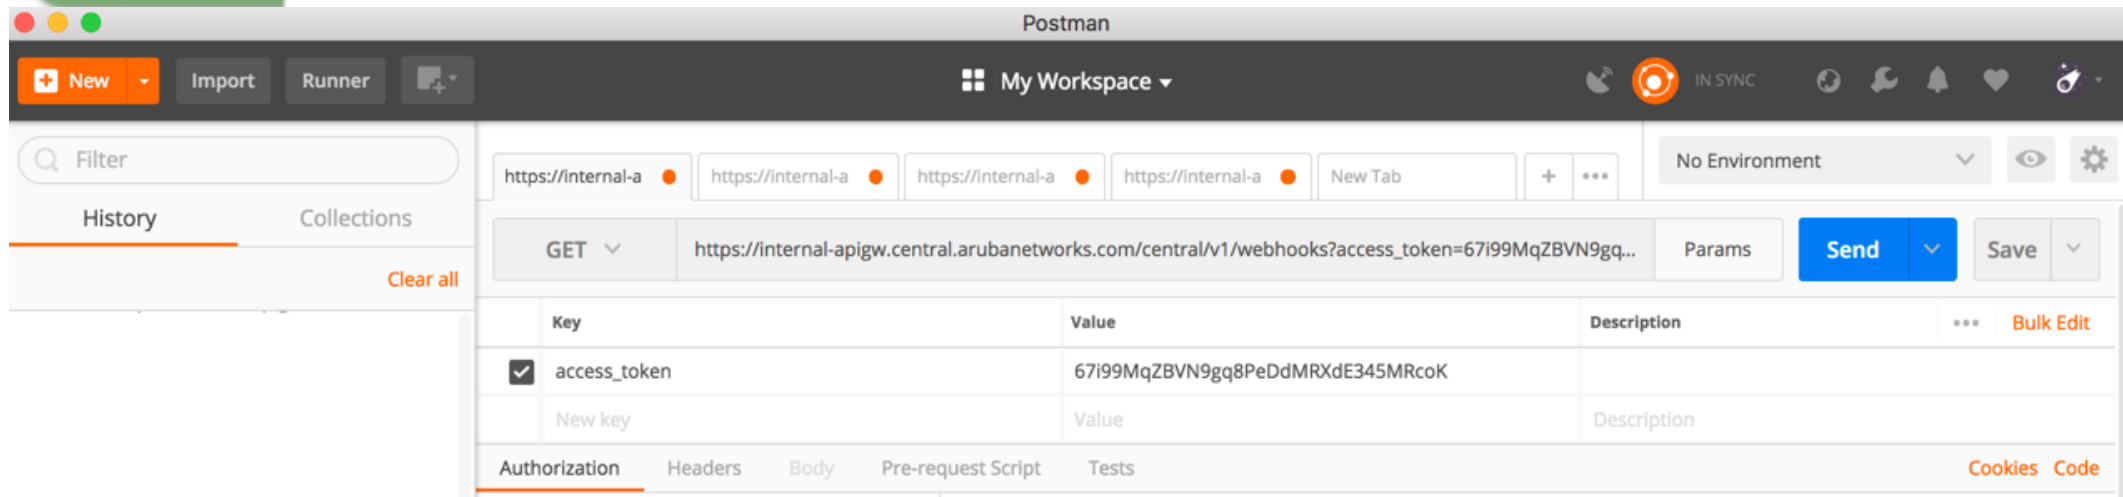 Postman
New Import Runner My Workspace IN SYNC
Filter
https://internal-a https://internal-a https://internal-a https://internal-a New Tab + No Environment
History Collections
GET https://internal-apigw.central.arubanetworks.com/central/v1/webhooks?access_token=67i99MqZBVN9gq... Params Send Save
Clear all
Key Value Description Bulk Edit
access_token 67i99MqZBVN9gq8PeDdMRXdE345MRcoK
New key Value Description
Authorization Headers Body Pre-request Script Tests Cookies Code